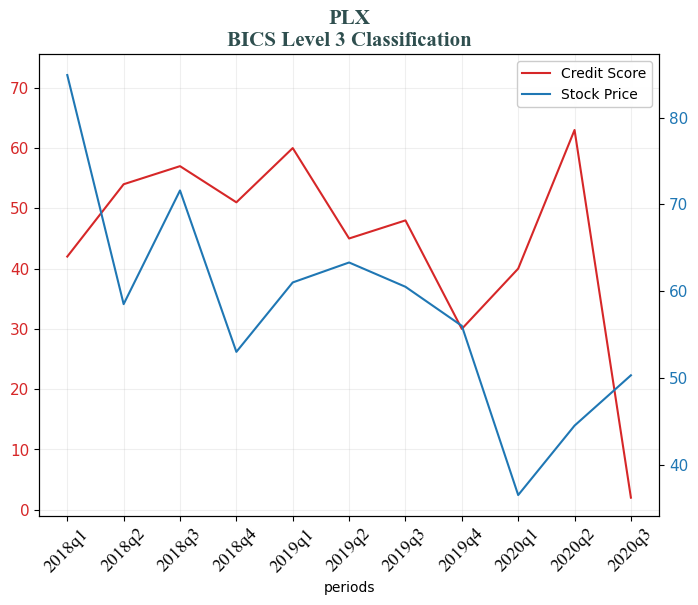 PLX
BICS Level 3 Classification
Credit Score
Stock Price
70
60
50
40
30
20
10
0
80
70
60
50
40
2018q1
2018q2
2018q3
2018q4
2019q1
2019q2
2019q3
2019q4
2020q1
2020q2
2020q3
periods